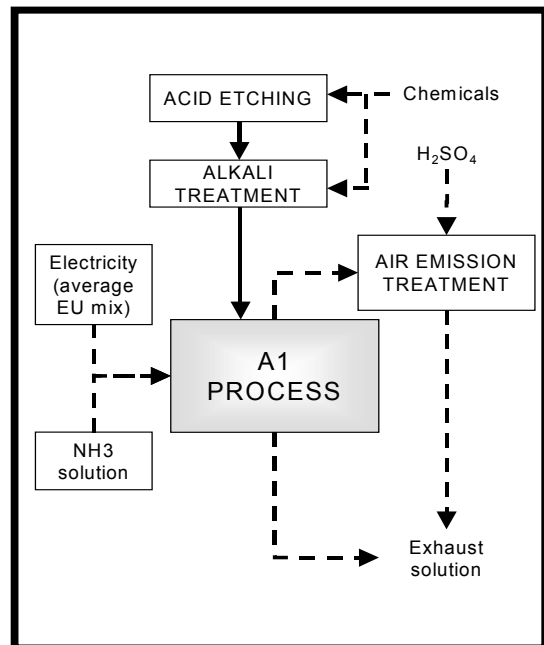 ACID ETCHING
Chemicals
ALKALI
TREATMENT
H₂SO₄
Electricity
(average
EU mix)
AIR EMISSION
TREATMENT
A1
PROCESS
NH3
solution
Exhaust
solution